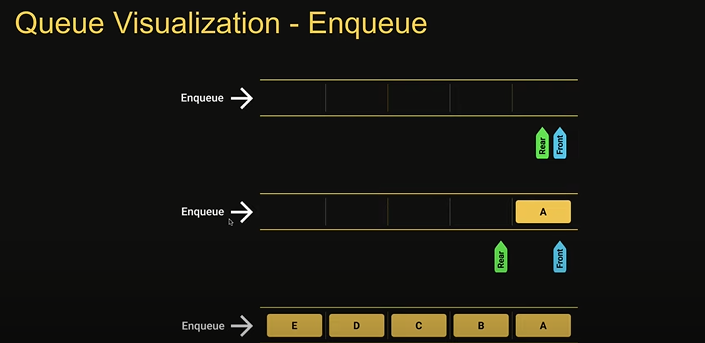 Queue Visualization - Enqueue
Enqueue
Rear Front
Enqueue A
Rear Front
Enqueue E D C B A